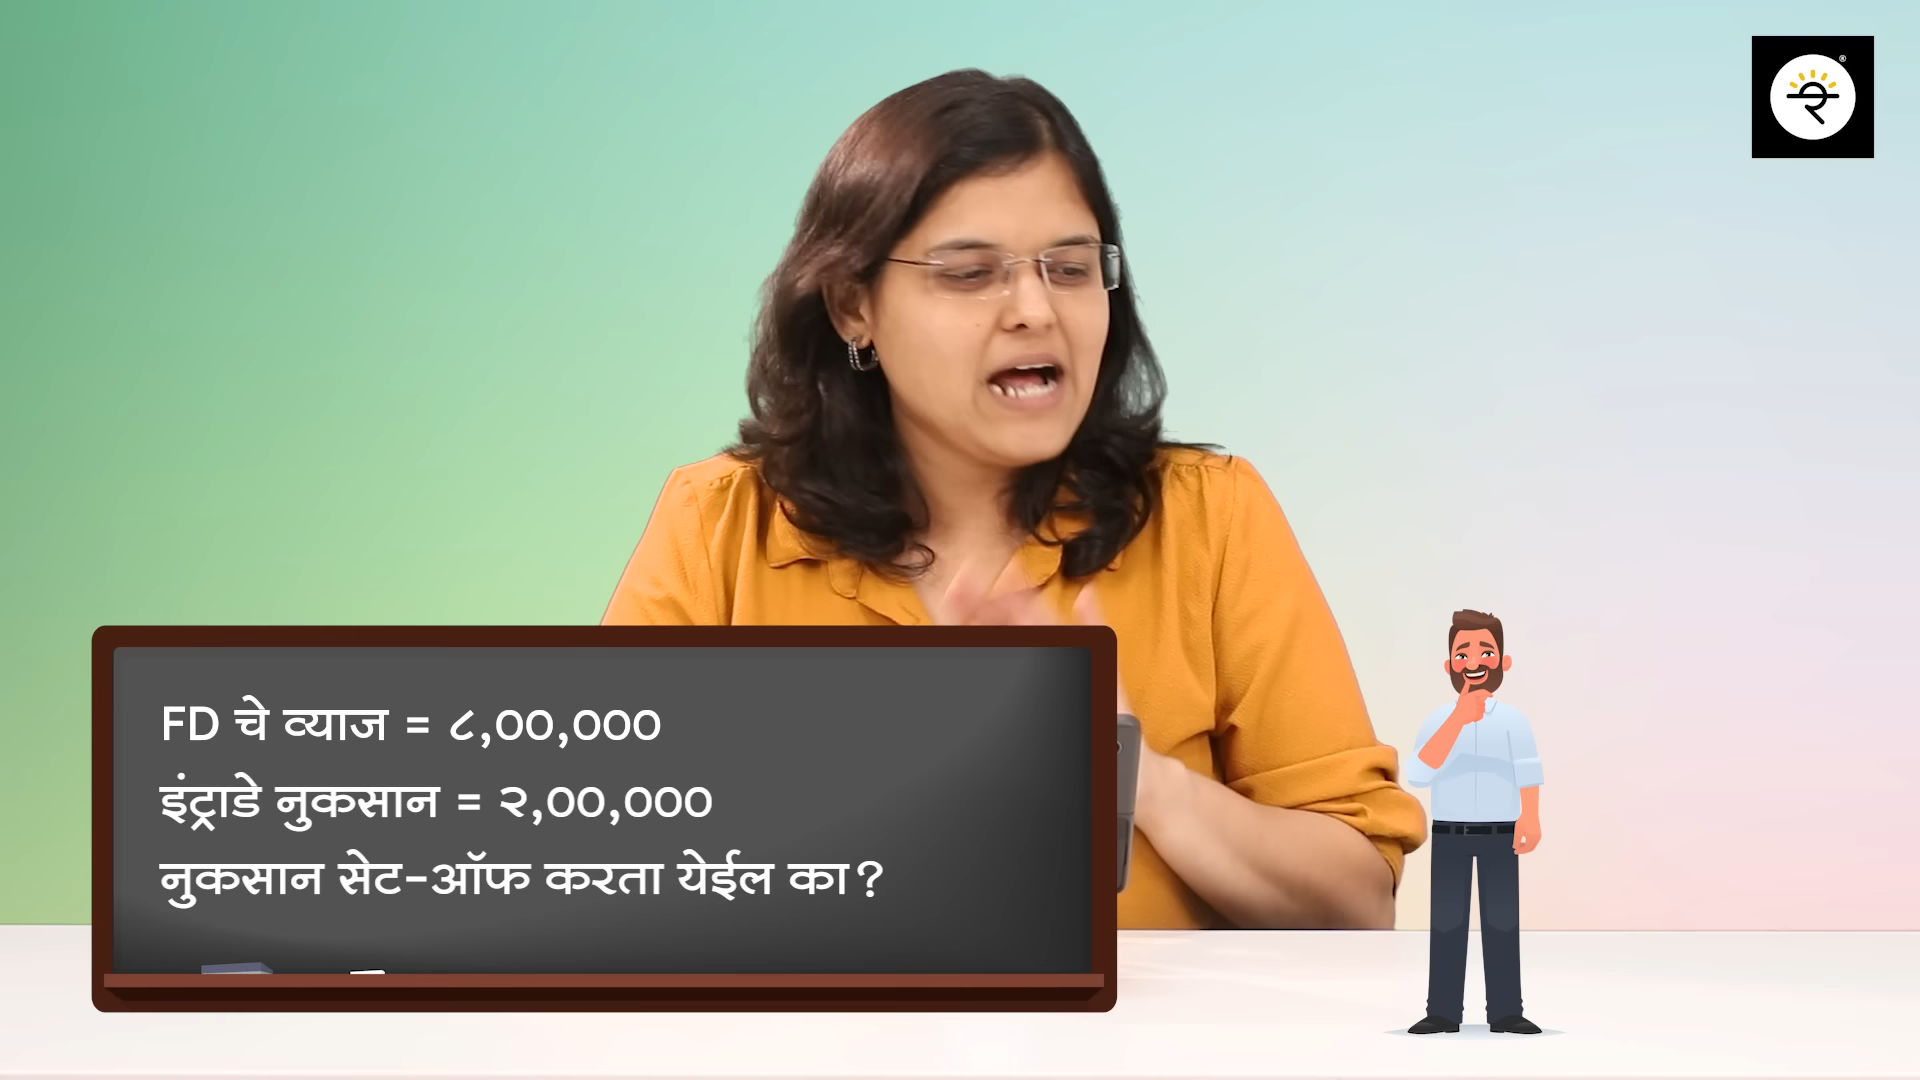 FD चे व्याज = ८,००,०००
इंट्राडे नुकसान = २,००,०००
नुकसान सेट-ऑफ करता येईल का?